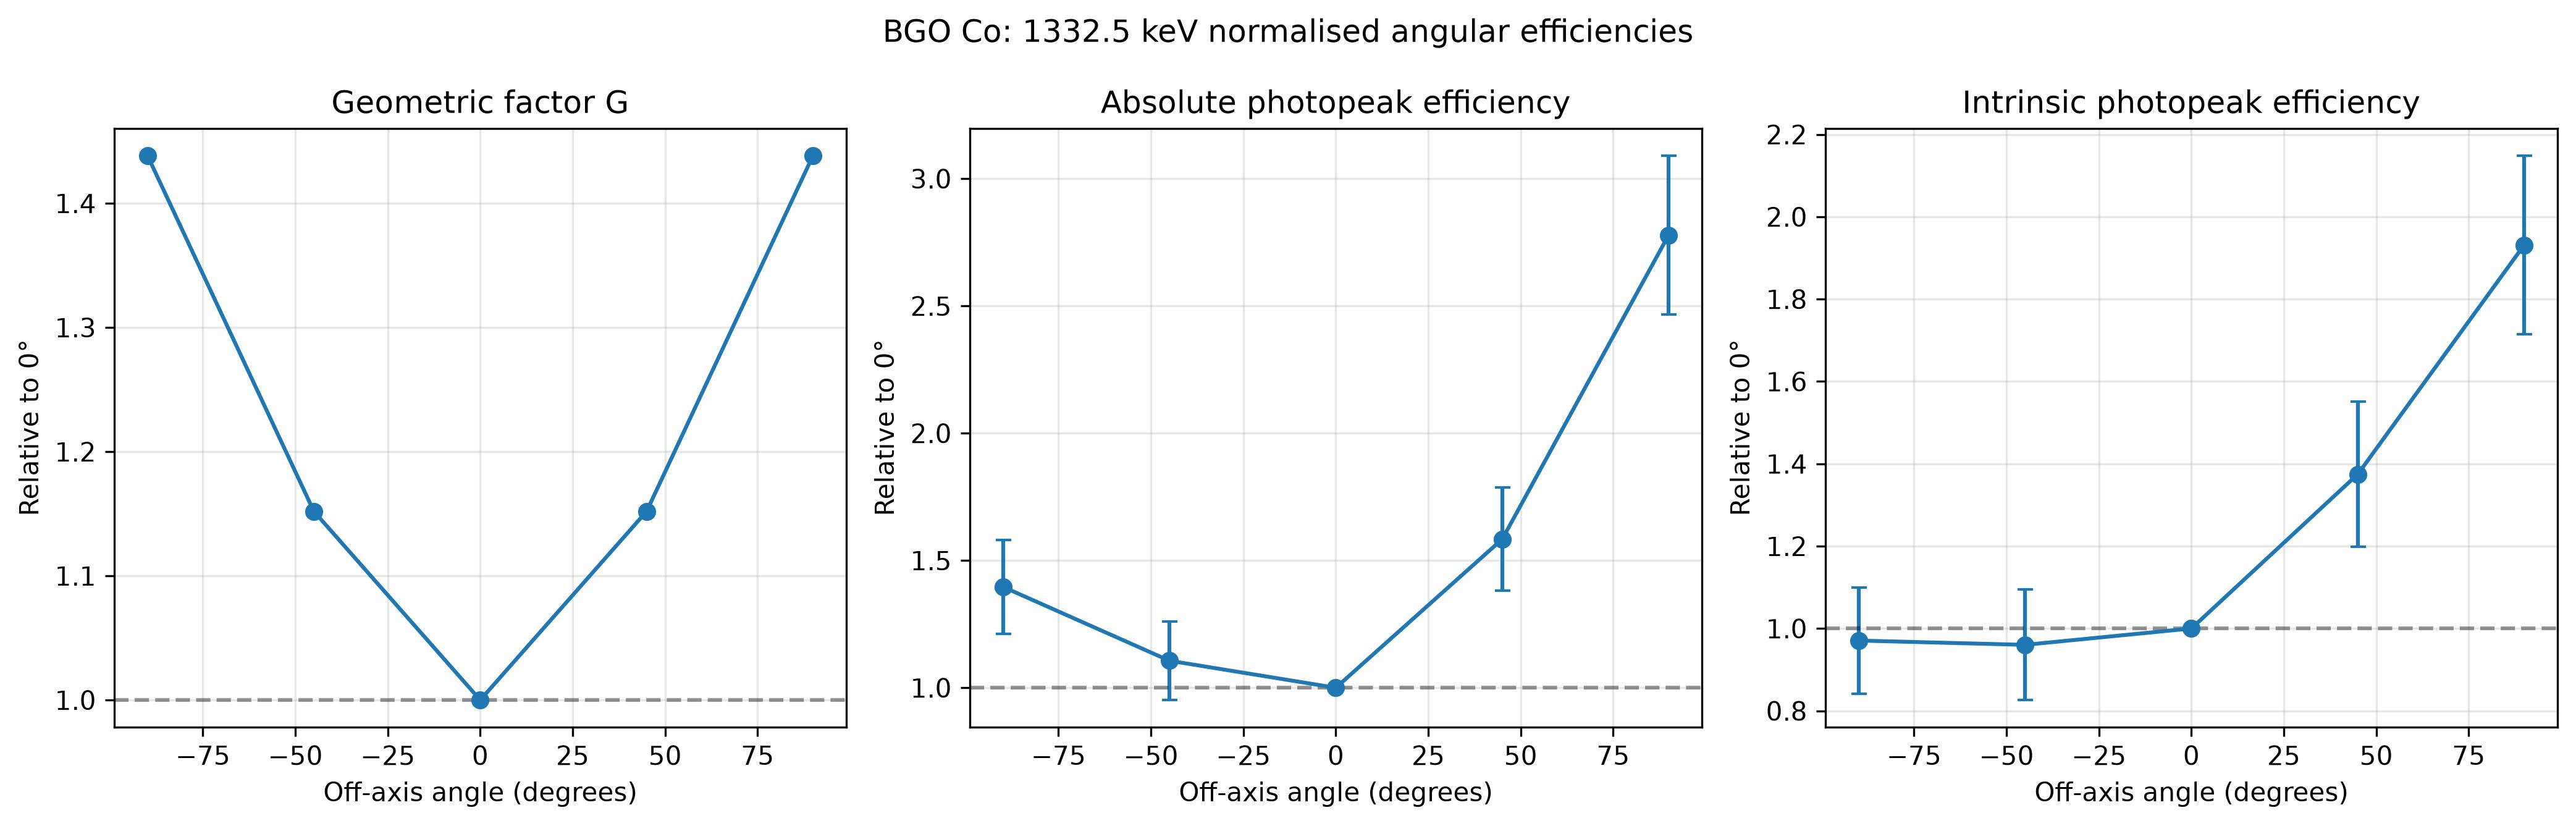 BGO Co: 1332.5 keV normalised angular efficiencies
Geometric factor G
Relative to 0°
1.4
1.3
1.2
1.1
1.0
−75 −50 −25 0 25 50 75
Off-axis angle (degrees)
Absolute photopeak efficiency
Relative to 0°
3.0
2.5
2.0
1.5
1.0
−75 −50 −25 0 25 50 75
Off-axis angle (degrees)
Intrinsic photopeak efficiency
Relative to 0°
2.2
2.0
1.8
1.6
1.4
1.2
1.0
0.8
−75 −50 −25 0 25 50 75
Off-axis angle (degrees)